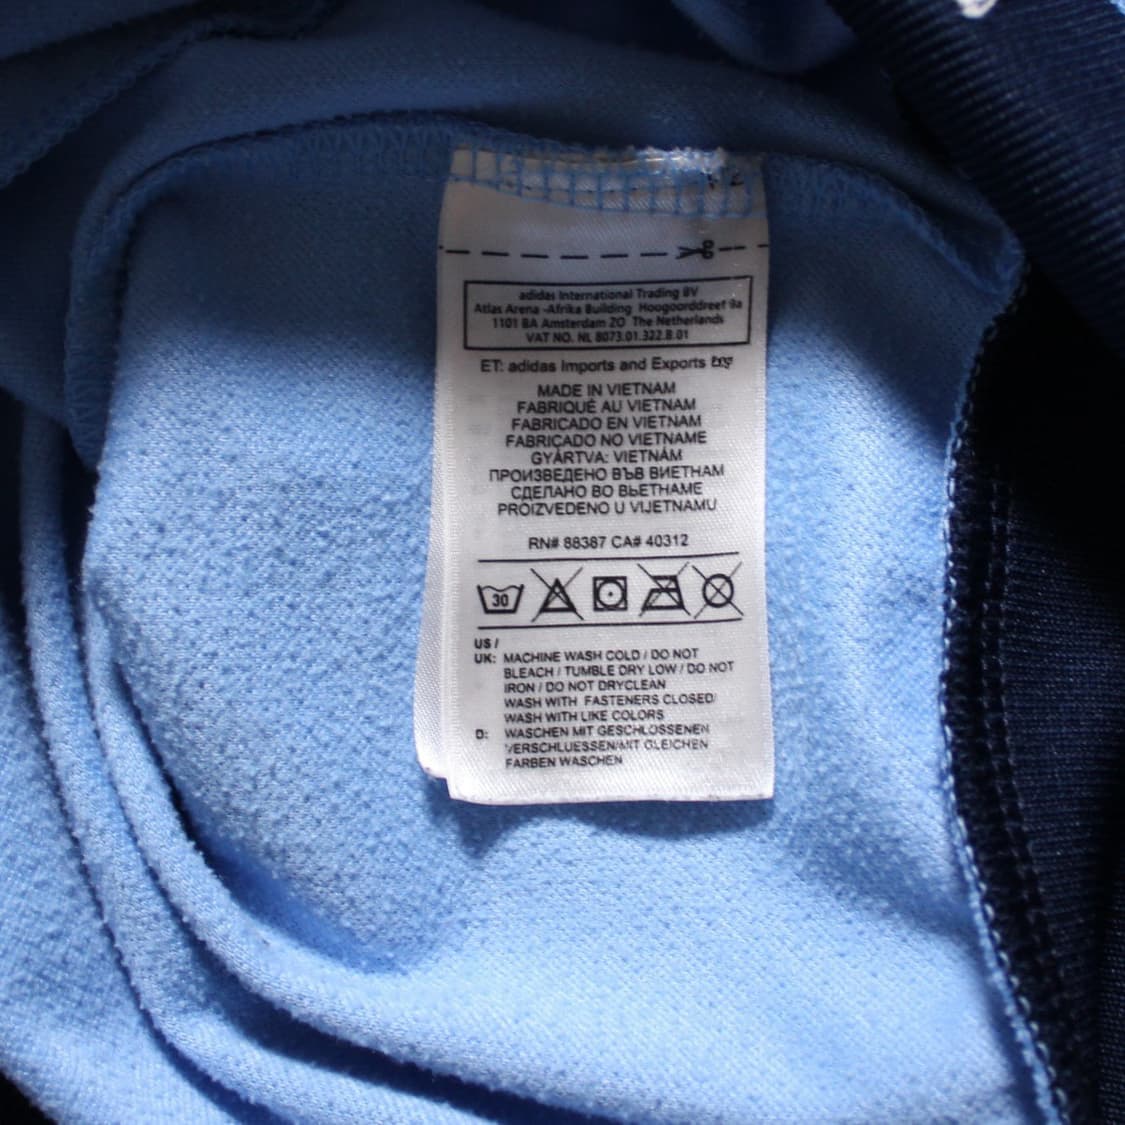 adidas International Trading BV
Atlas Arena -Afrika Building Hoogoorddreef 9a
1101 BA Amsterdam ZO The Netherlands
VAT NO. NL 8073.01.322.B.01
ET: adidas Imports and Exports
MADE IN VIETNAM
FABRIQUÉ AU VIETNAM
FABRICADO EN VIETNAM
FABRICADO NO VIETNAME
GYÁRTVA: VIETNÁM
ПРОИЗВЕДЕНО ВЪВ ВИЕТНАМ
СДЕЛАНО ВО ВЬЕТНАМЕ
PROIZVEDENO U VIJETNAMU
RN# 88387 CA# 40312
30
US /
UK: MACHINE WASH COLD / DO NOT
BLEACH / TUMBLE DRY LOW / DO NOT
IRON / DO NOT DRYCLEAN
WASH WITH FASTENERS CLOSED/
WASH WITH LIKE COLORS
D: WASCHEN MIT GESCHLOSSENEN
VERSCHLUESSEN/MIT GLEICHEN
FARBEN WASCHEN